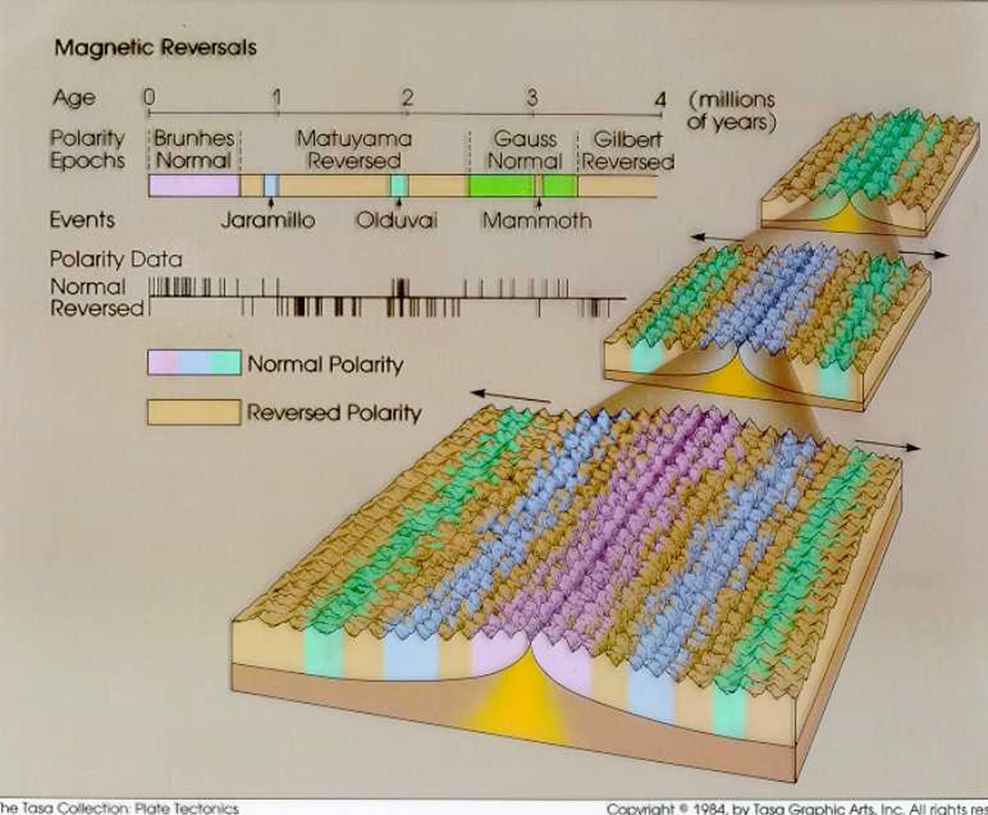 Magnetic Reversals
Age 0 1 2 3 4 (millions of years)
Polarity Epochs
Brunhes Normal
Matuyama Reversed
Gauss Normal
Gilbert Reversed
Events Jaramillo Olduvai Mammoth
Polarity Data
Normal
Reversed
Normal Polarity
Reversed Polarity
he Tasa Collection: Plate Tectonics
Copyright © 1984, by Tasa Graphic Arts, Inc. All rights res